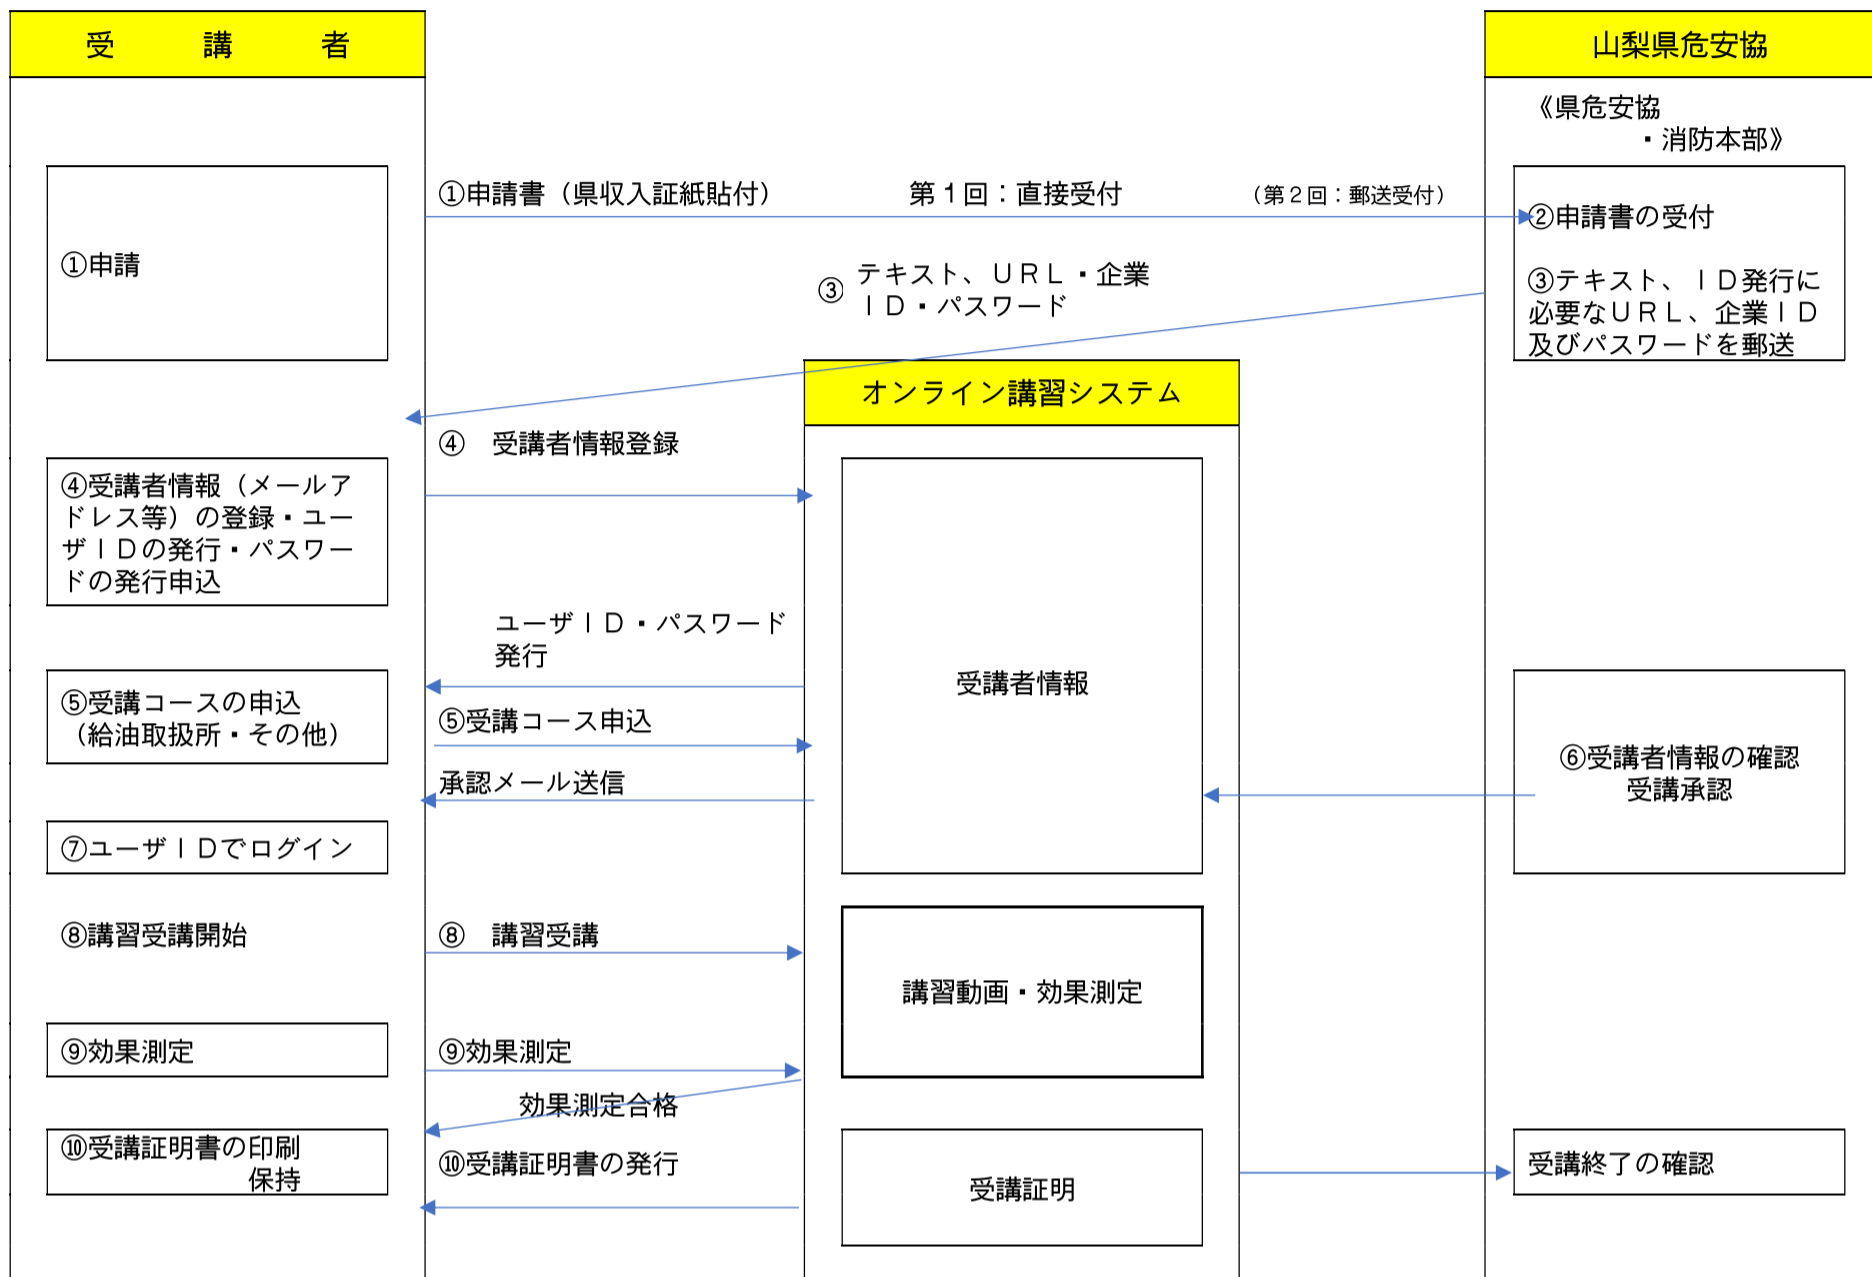 受　講　者
山梨県危安協
《県危安協
・消防本部》
①申請書（県収入証紙貼付）　第１回：直接受付　（第２回：郵送受付）
①申請
②申請書の受付
③テキスト、ＩＤ発行に
必要なＵＲＬ、企業ＩＤ
及びパスワードを郵送
③
テキスト、ＵＲＬ・企業
ＩＤ・パスワード
オンライン講習システム
④　受講者情報登録
④受講者情報（メールア
ドレス等）の登録・ユー
ザＩＤの発行・パスワー
ドの発行申込
ユーザＩＤ・パスワード
発行
受講者情報
⑤受講コースの申込
（給油取扱所・その他）
⑤受講コース申込
承認メール送信
⑥受講者情報の確認
受講承認
⑦ユーザＩＤでログイン
⑧講習受講開始
⑧　講習受講
講習動画・効果測定
⑨効果測定
⑨効果測定
効果測定合格
⑩受講証明書の印刷
保持
⑩受講証明書の発行
受講証明
受講終了の確認